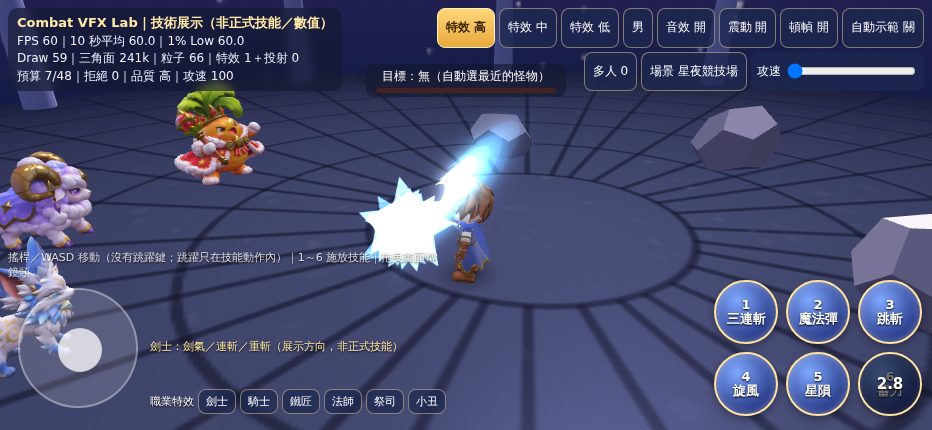 Combat VFX Lab｜技術展示（非正式技能／數值）
FPS 60｜10 秒平均 60.0｜1% Low 60.0
Draw 59｜三角面 241k｜粒子 66｜特效 1＋投射 0
預算 7/48｜拒絕 0｜品質 高｜攻速 100
特效 高
特效 中
特效 低
男
音效 開
震動 開
頓幀 開
自動示範 關
目標：無（自動選最近的怪物）
多人 0
場景 星夜競技場
攻速
搖桿／WASD 移動（沒有跳躍鍵；跳躍只在技能動作內）｜1~6 施放技能｜
鏡頭
1
三連斬
2
魔法彈
3
跳斬
劍士：劍氣／連斬／重斬（展示方向，非正式技能）
4
旋風
5
星隕
2.8
職業特效
劍士
騎士
鐵匠
法師
祭司
小丑